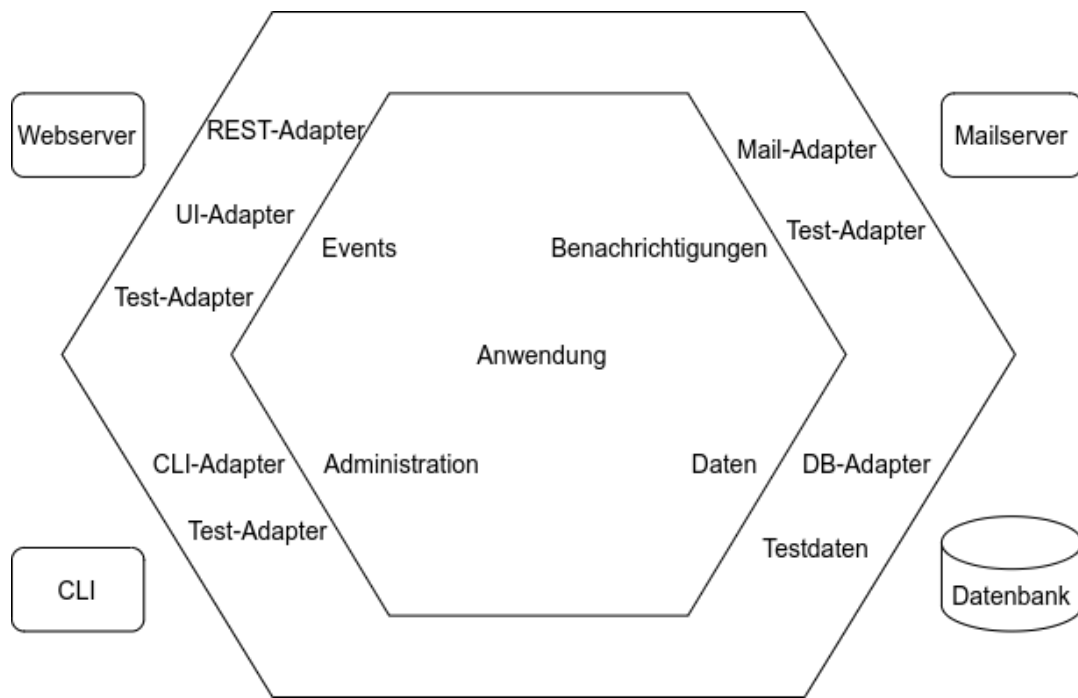 Webserver
REST-Adapter
UI-Adapter
Test-Adapter
Events
Benachrichtigungen
Mail-Adapter
Test-Adapter
Mailserver
Anwendung
CLI-Adapter
Test-Adapter
Administration
Daten
DB-Adapter
Testdaten
CLI
Datenbank